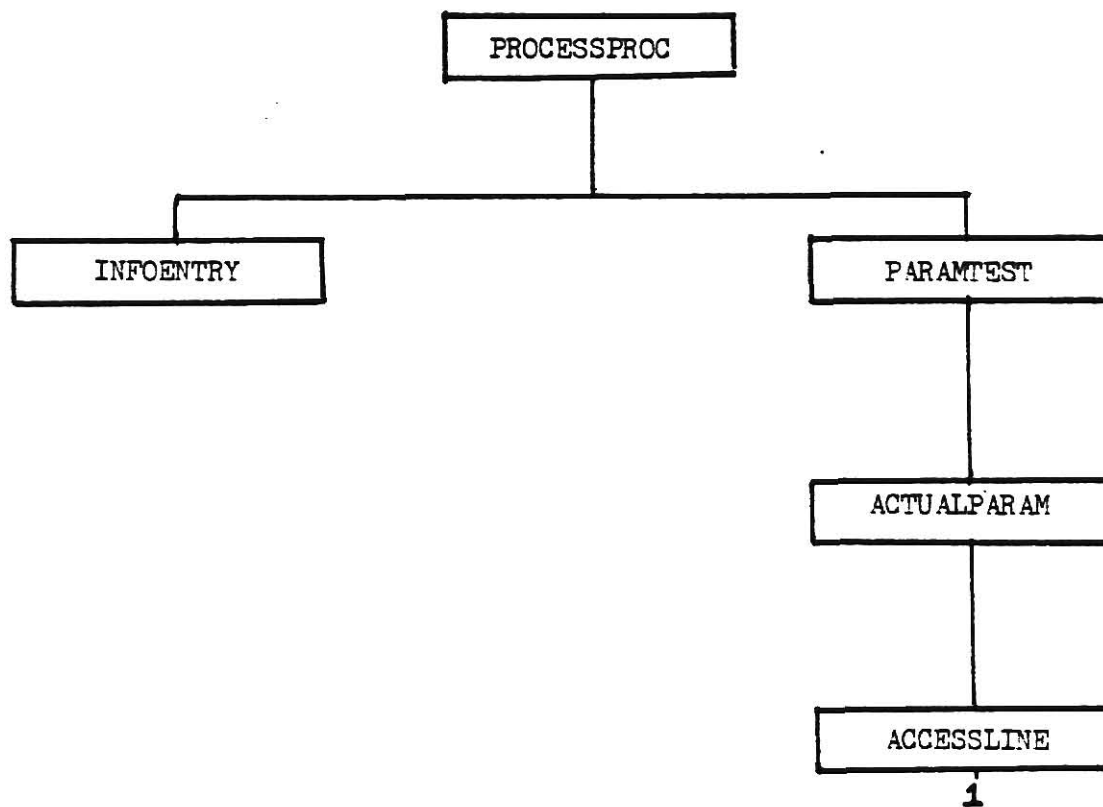 PROCESSPROC
INFOENTRY
PARAMTEST
ACTUALPARAM
ACCESSLINE
1